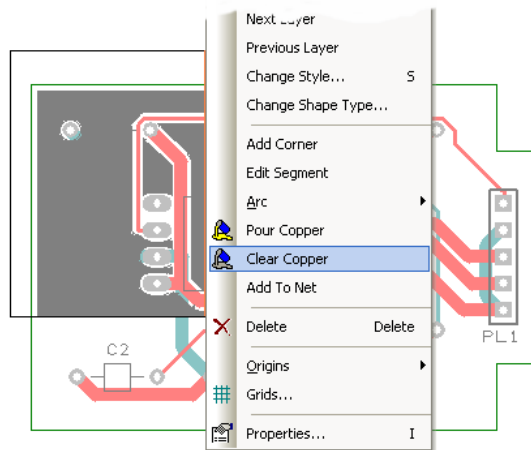 Next Layer
Previous Layer
Change Style... S
Change Shape Type...
Add Corner
Edit Segment
Arc
Pour Copper
Clear Copper
Add To Net
Delete Delete
Origins
Grids...
Properties... I
C2
PL1